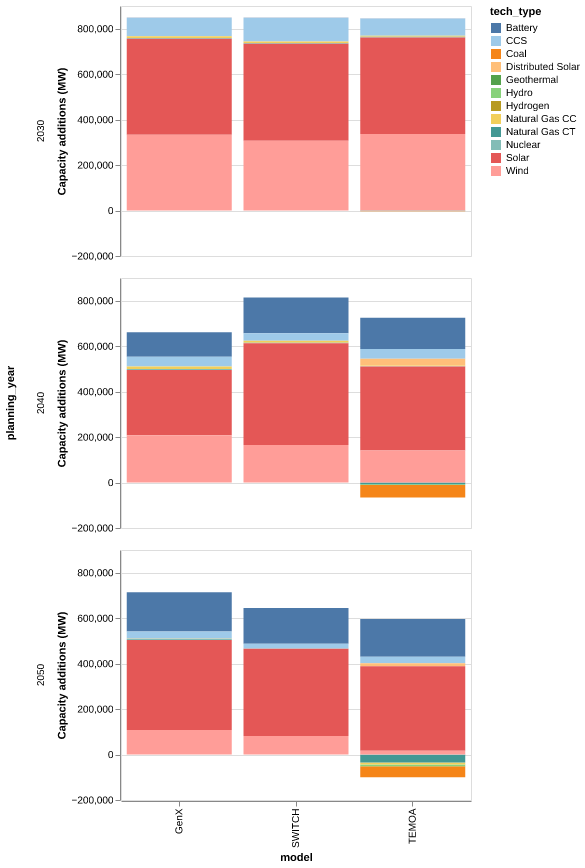 tech_type
Battery
CCS
Coal
Distributed Solar
Geothermal
Hydro
Hydrogen
Natural Gas CC
Natural Gas CT
Nuclear
Solar
Wind
planning_year
2030
Capacity additions (MW)
800,000
600,000
400,000
200,000
0
−200,000
2040
Capacity additions (MW)
800,000
600,000
400,000
200,000
0
−200,000
2050
Capacity additions (MW)
800,000
600,000
400,000
200,000
0
−200,000
GenX
SWITCH
TEMOA
model